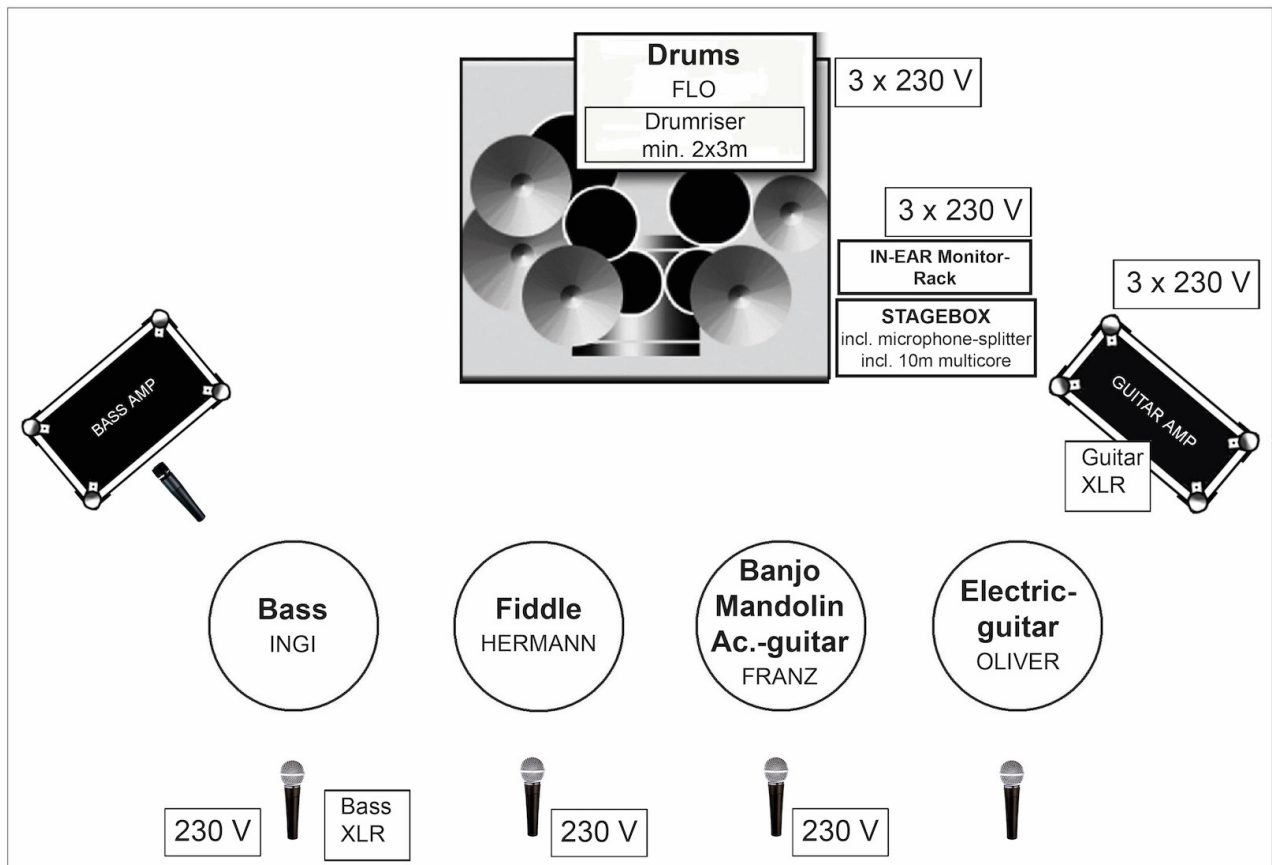 Drums
FLO
Drumriser
min. 2x3m
3 x 230 V
3 x 230 V
IN-EAR Monitor-
Rack
STAGEBOX
incl. microphone-splitter
incl. 10m multicore
3 x 230 V
BASS AMP
GUITAR AMP
Guitar
XLR
Bass
INGI
Fiddle
HERMANN
Banjo
Mandolin
Ac.-guitar
FRANZ
Electric-
guitar
OLIVER
230 V
Bass
XLR
230 V
230 V